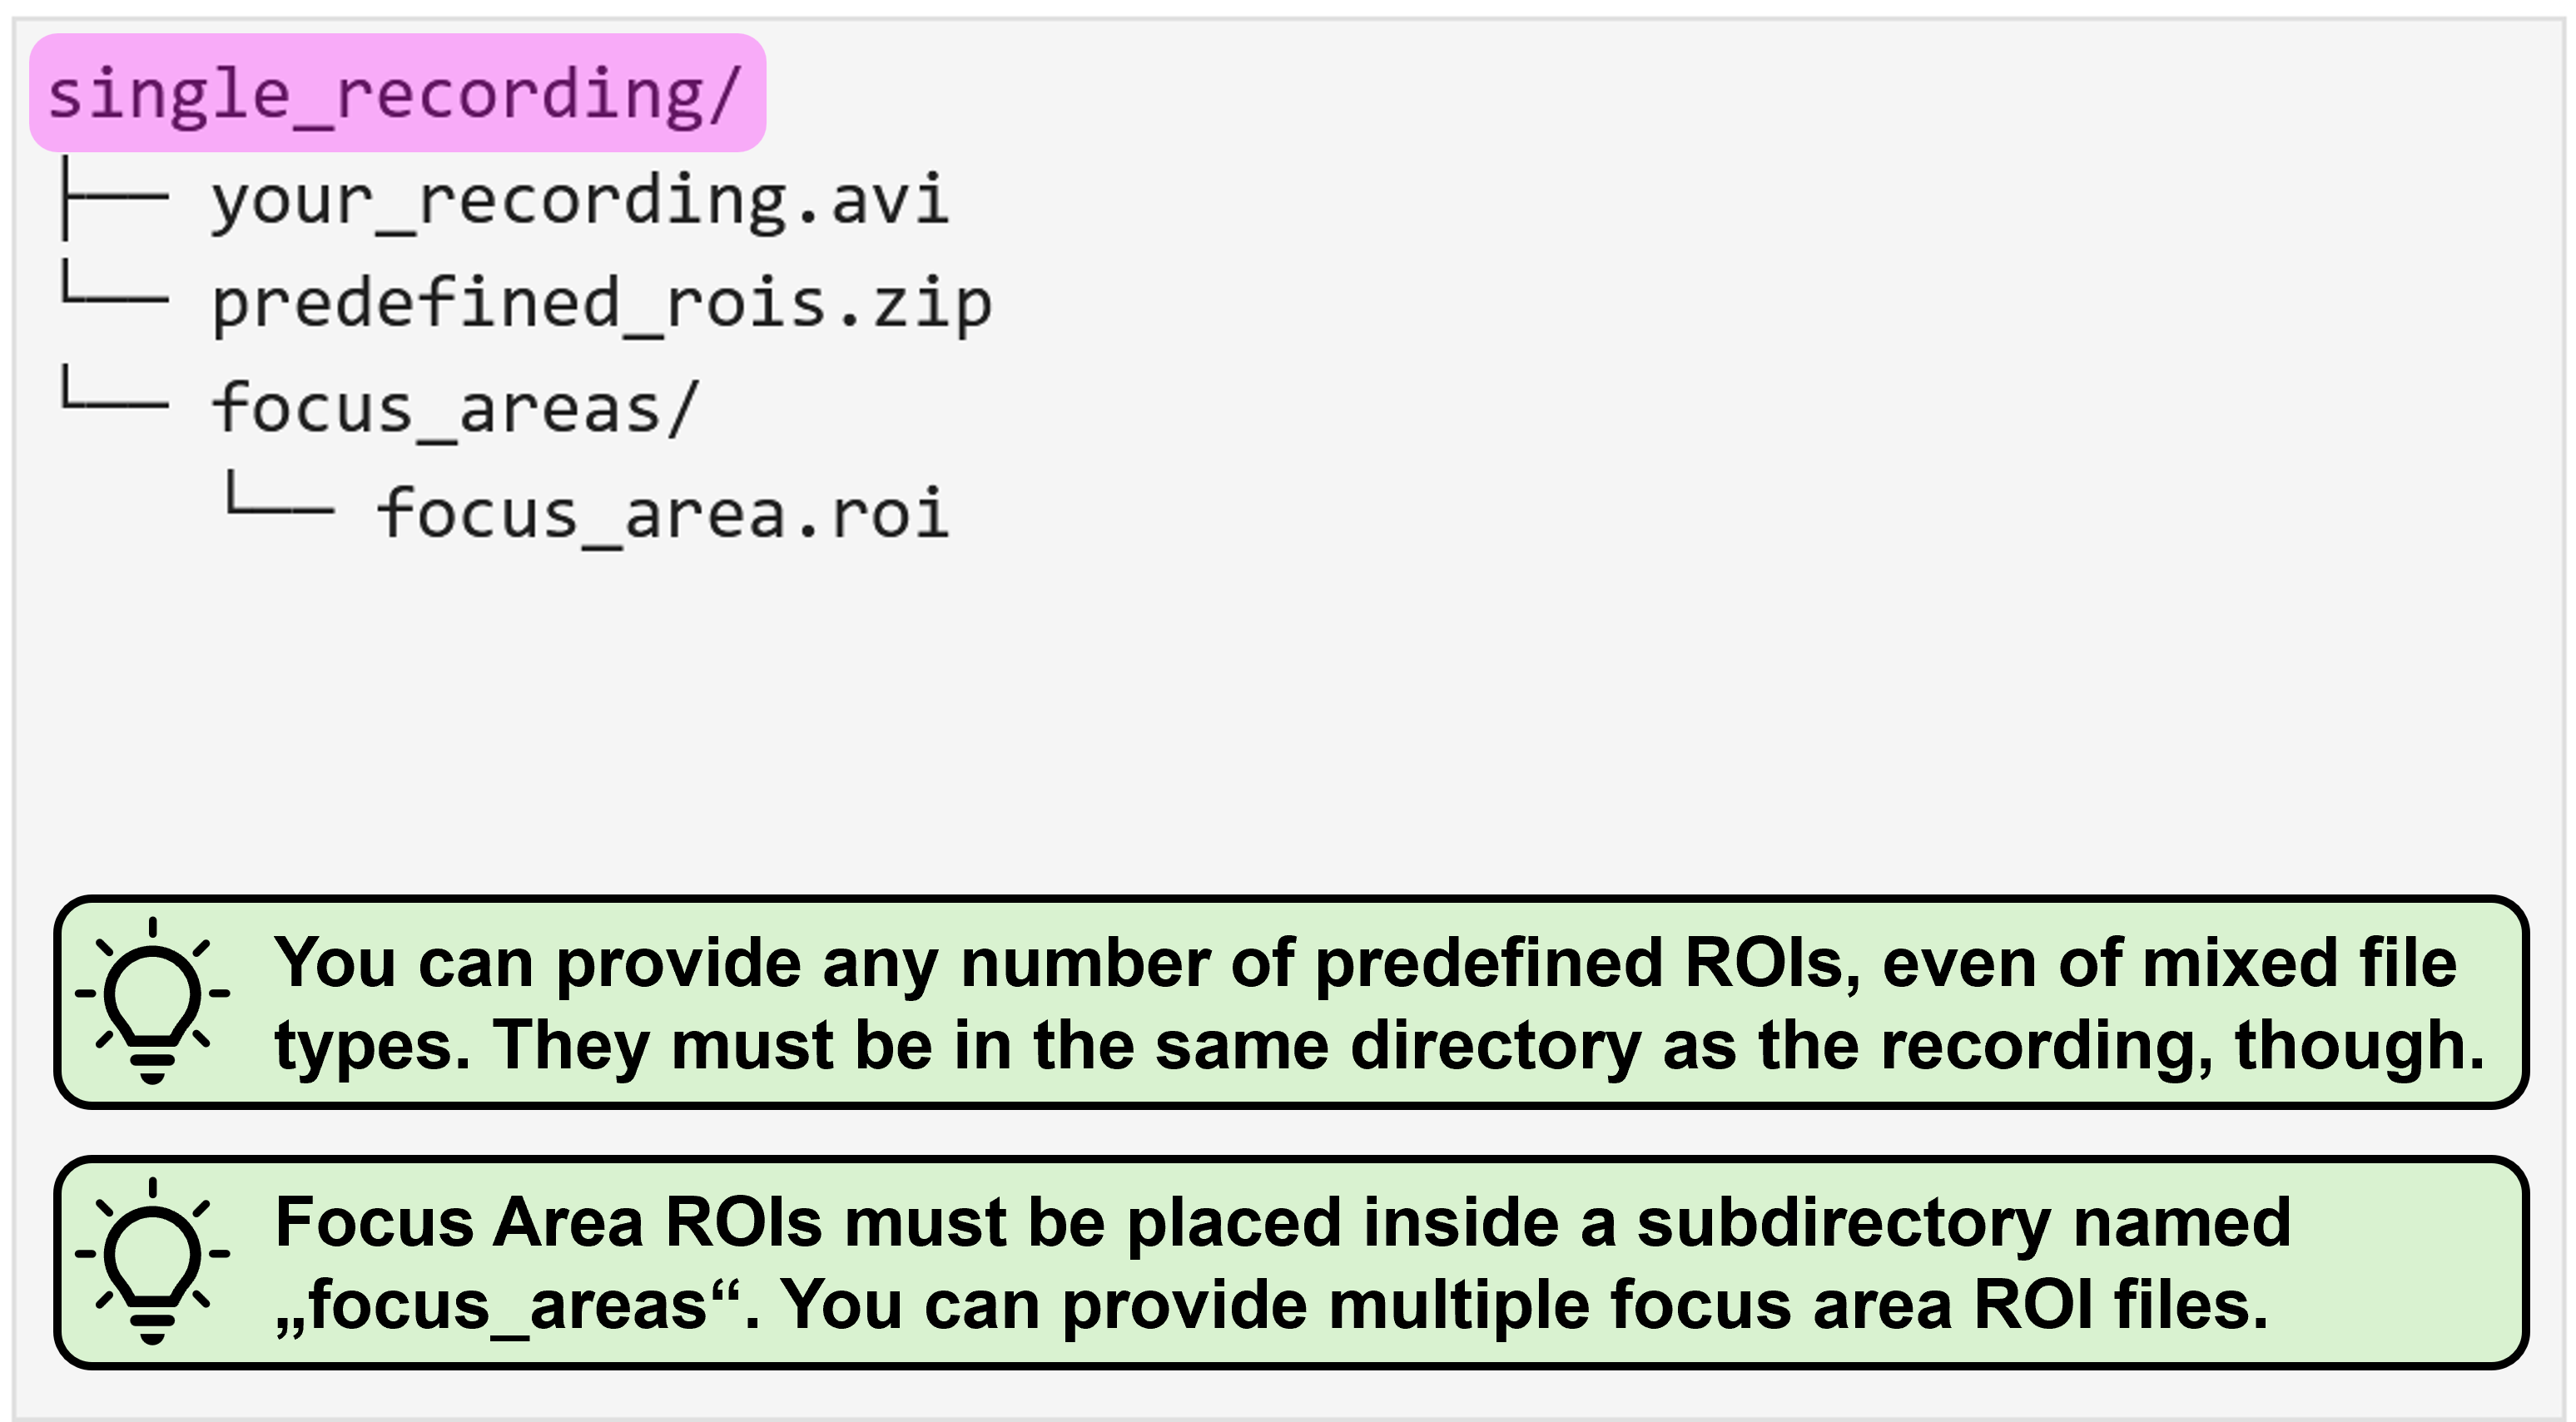 single_recording/
├── your_recording.avi
└── predefined_rois.zip
└── focus_areas/
    └── focus_area.roi
You can provide any number of predefined ROIs, even of mixed file
types. They must be in the same directory as the recording, though.
Focus Area ROIs must be placed inside a subdirectory named
„focus_areas“. You can provide multiple focus area ROI files.